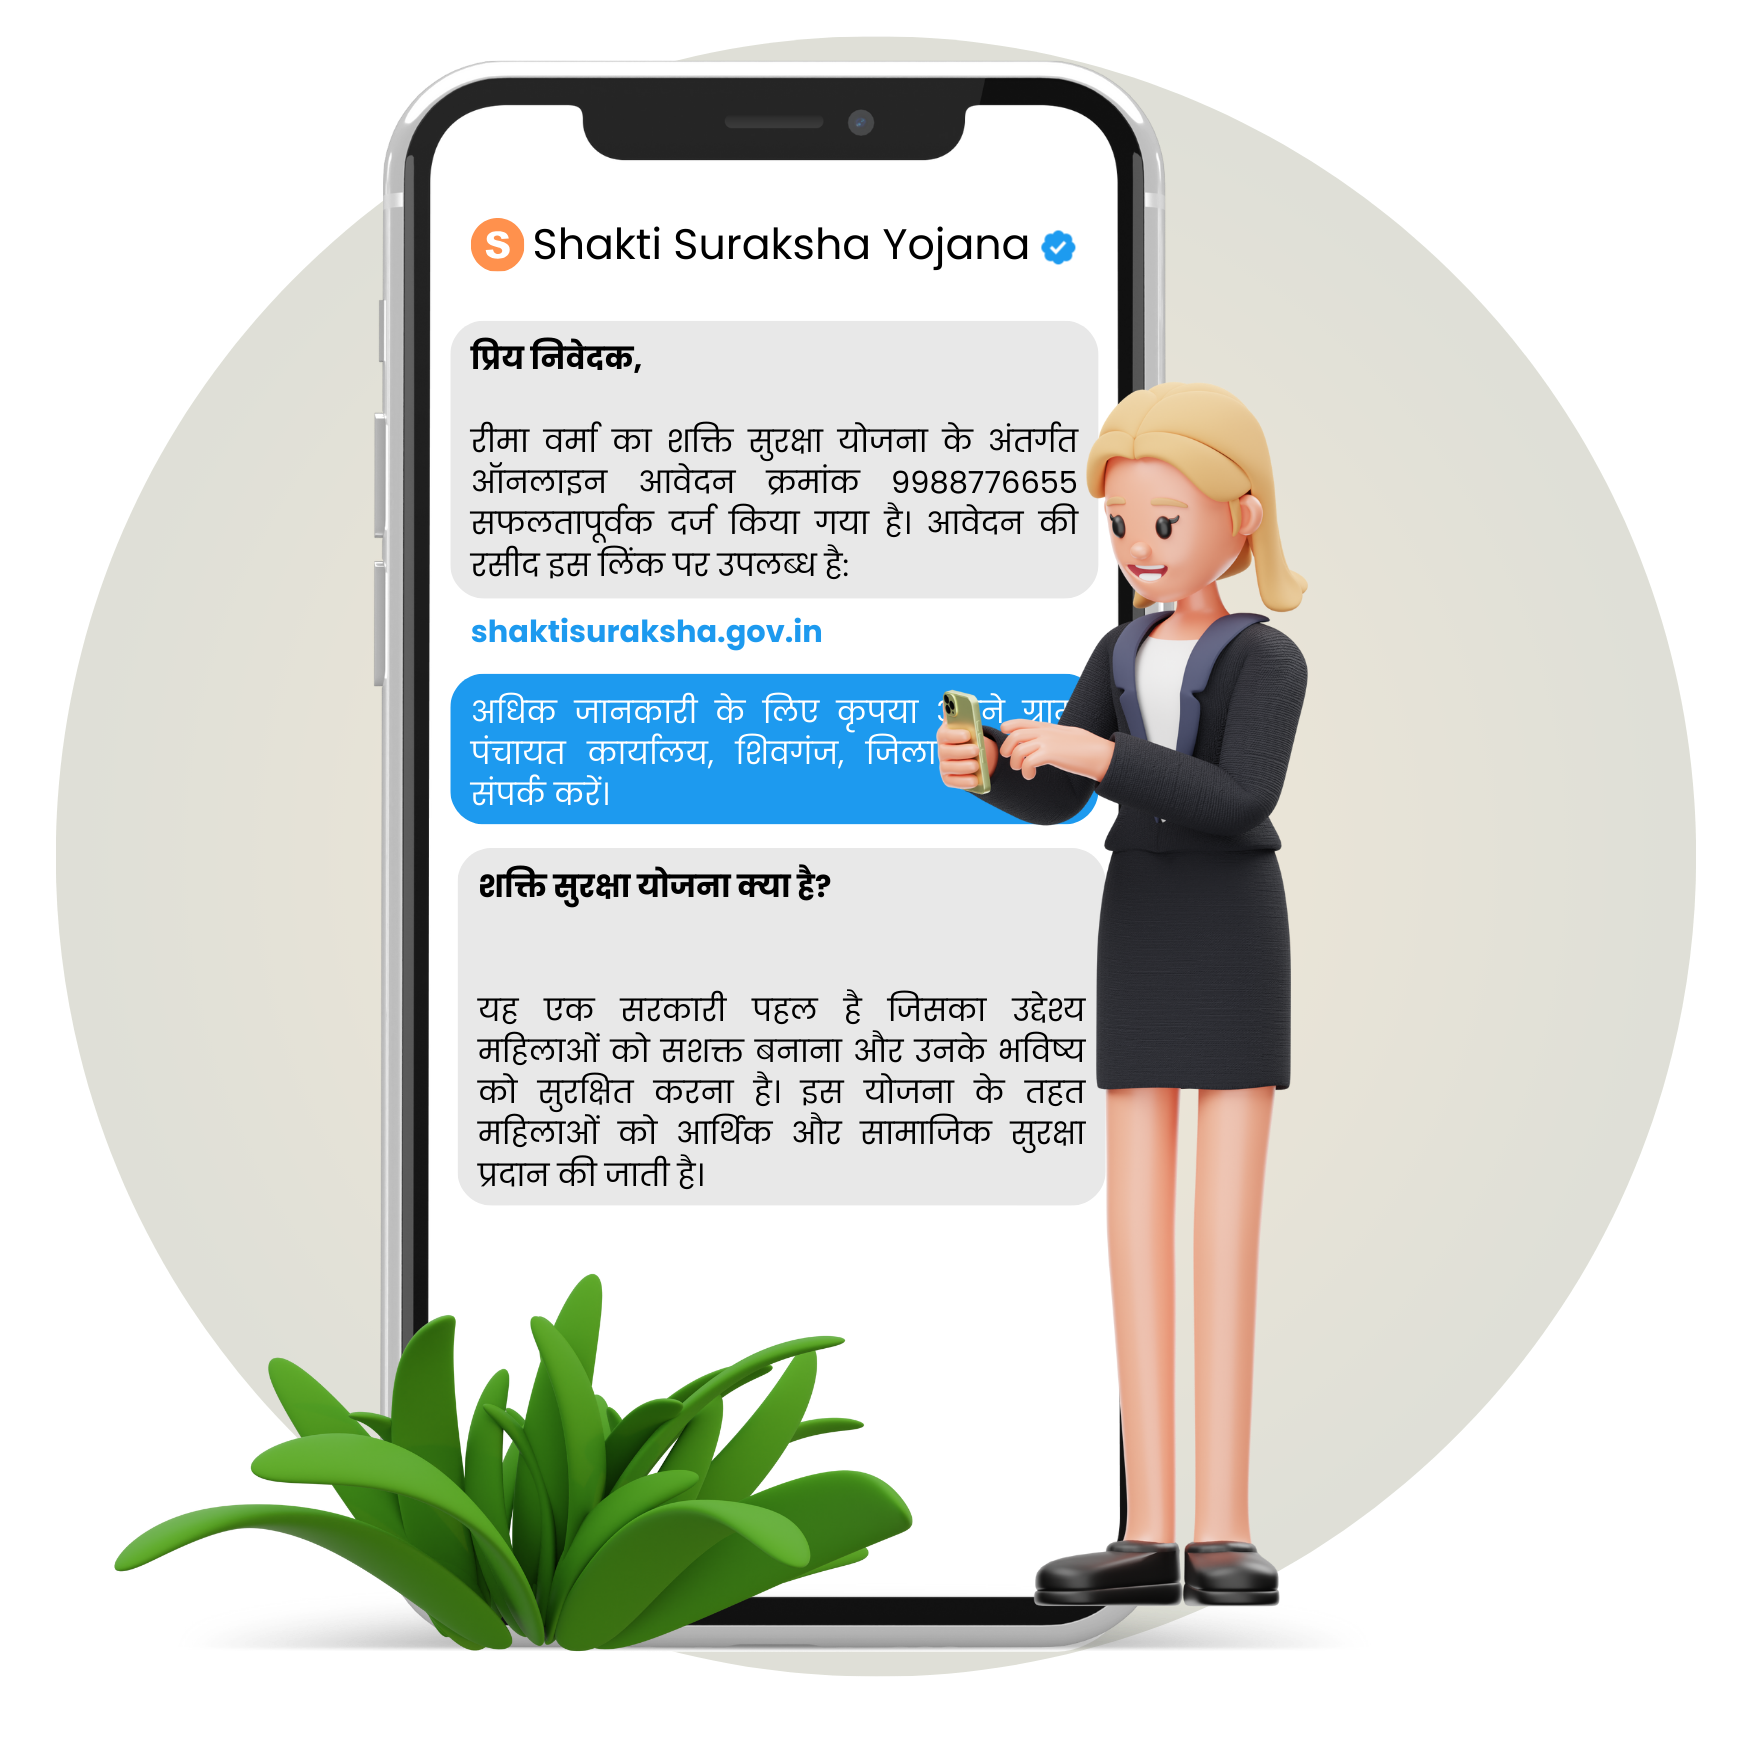 S Shakti Suraksha Yojana
प्रिय निवेदक,
रीमा वर्मा का शक्ति सुरक्षा योजना के अंतर्गत
ऑनलाइन आवेदन क्रमांक 9988776655
सफलतापूर्वक दर्ज किया गया है। आवेदन की
रसीद इस लिंक पर उपलब्ध है:
shaktisuraksha.gov.in
अधिक जानकारी के लिए कृपया
पंचायत कार्यालय, शिवगंज, जिला
संपर्क करें।
शक्ति सुरक्षा योजना क्या है?
यह एक सरकारी पहल है जिसका उद्देश्य
महिलाओं को सशक्त बनाना और उनके भविष्य
को सुरक्षित करना है। इस योजना के तहत
महिलाओं को आर्थिक और सामाजिक सुरक्षा
प्रदान की जाती है।